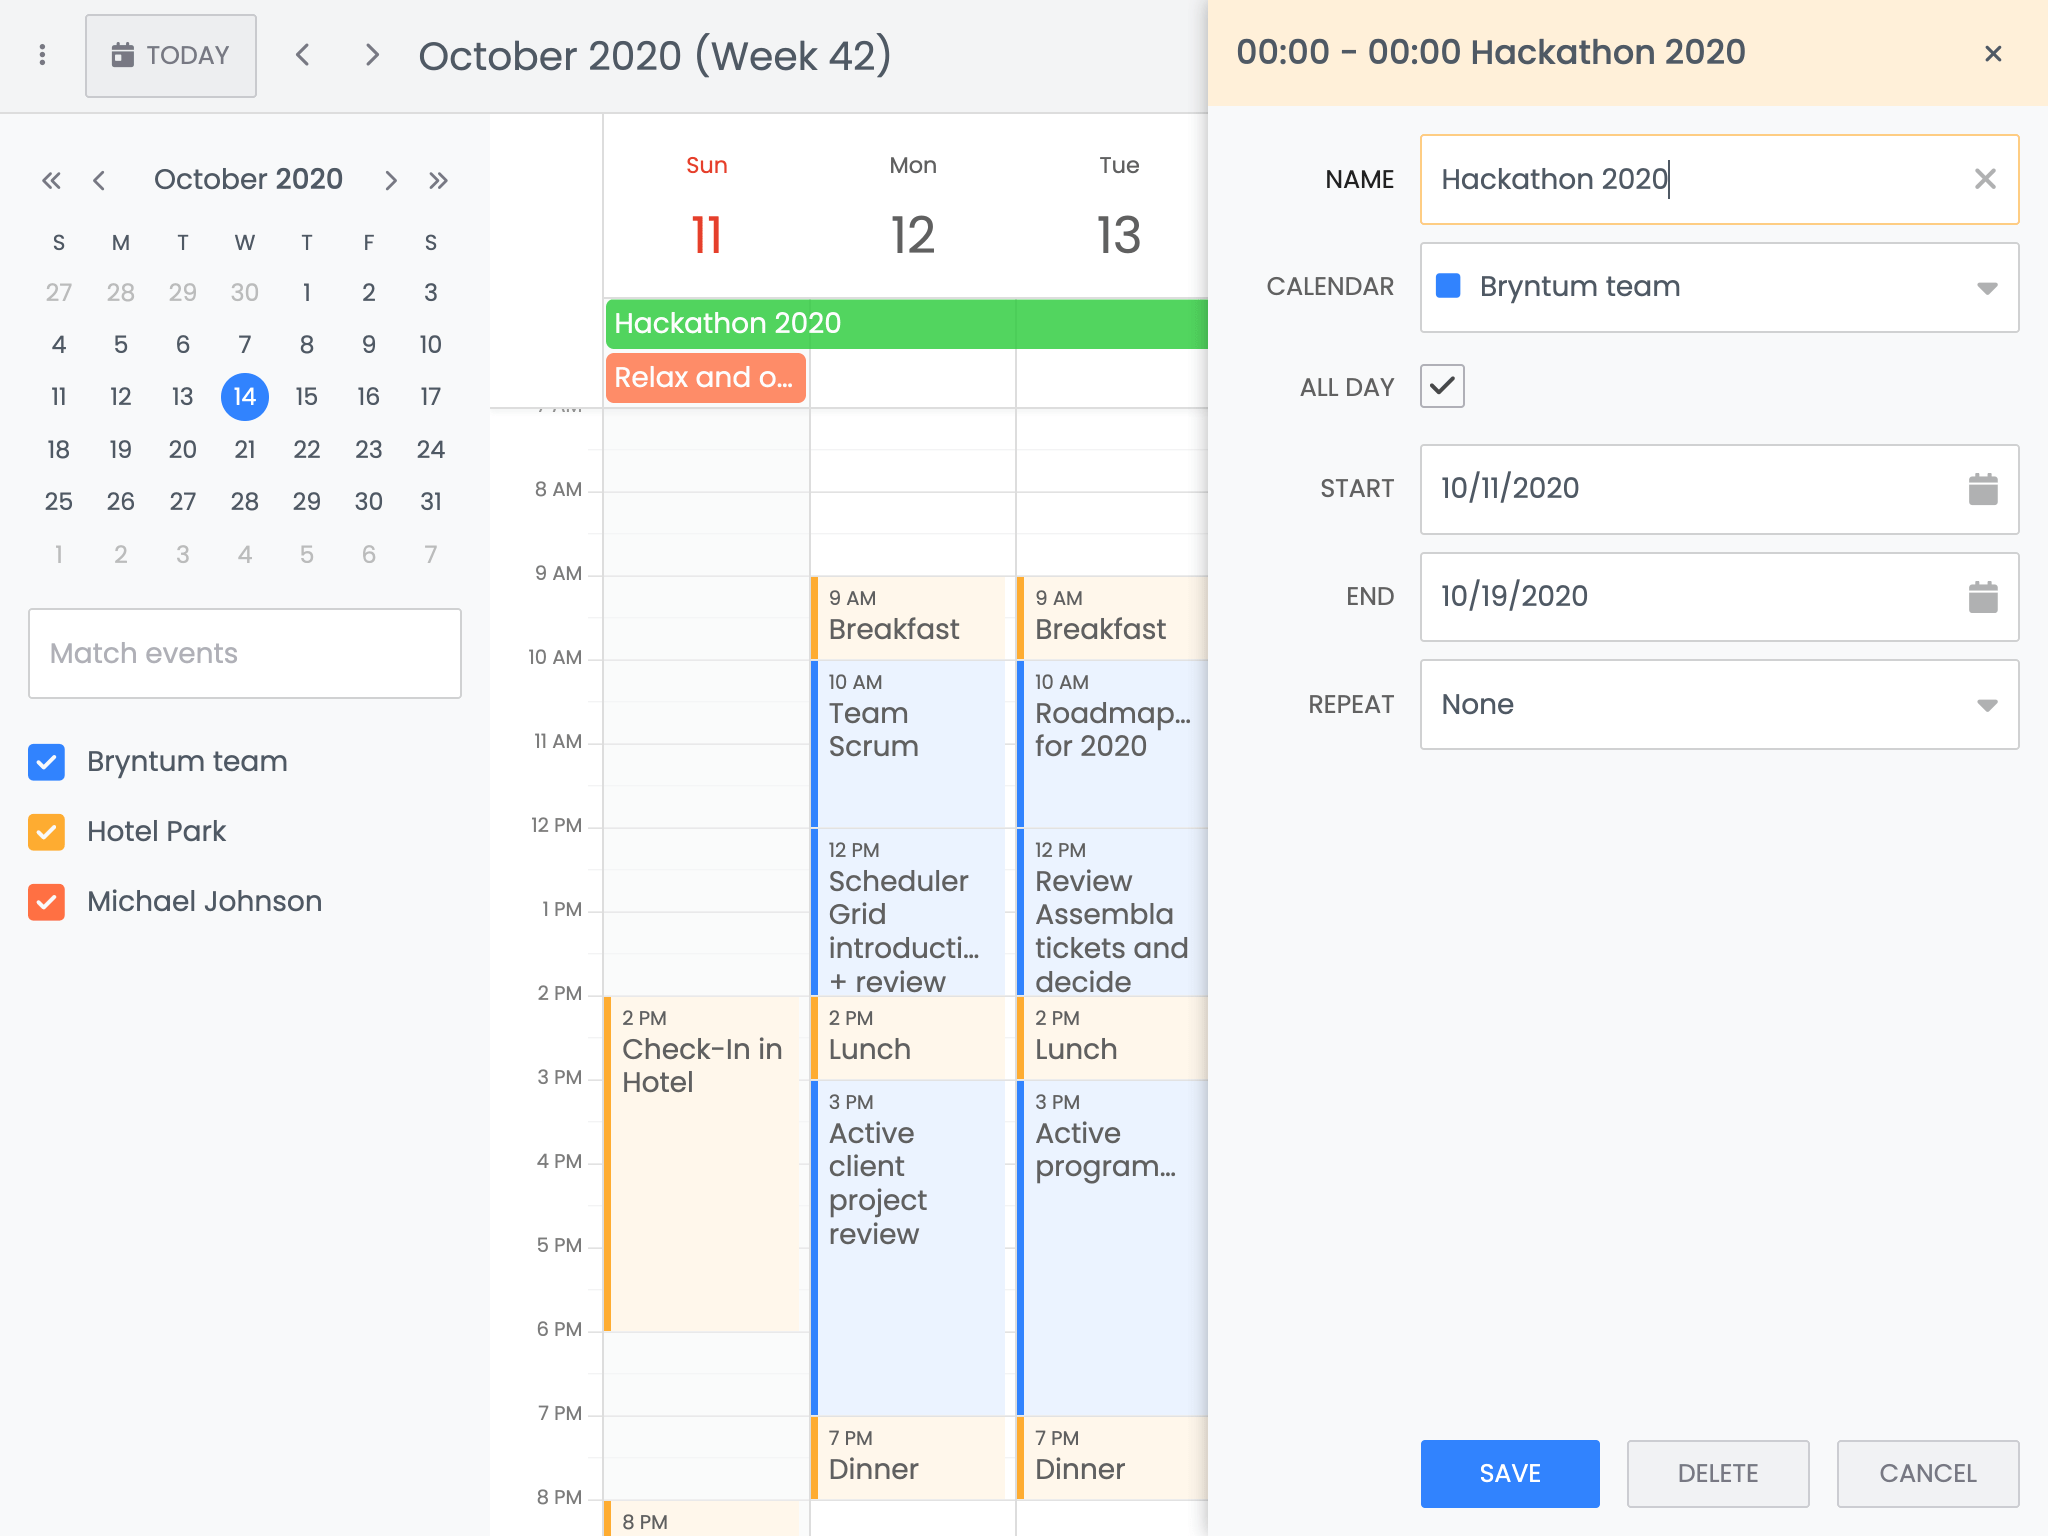 TODAY
October 2020 (Week 42)
October 2020
S M T W T F S
27 28 29 30 1 2 3
4 5 6 7 8 9 10
11 12 13 14 15 16 17
18 19 20 21 22 23 24
25 26 27 28 29 30 31
1 2 3 4 5 6 7
Match events
Bryntum team
Hotel Park
Michael Johnson
Sun Mon Tue
11 12 13
Hackathon 2020
Relax and o...
8 AM
9 AM
10 AM
11 AM
12 PM
1 PM
2 PM
3 PM
4 PM
5 PM
6 PM
7 PM
8 PM
2 PM
Check-In in
Hotel
8 PM
9 AM
Breakfast
10 AM
Team
Scrum
12 PM
Scheduler
Grid
introducti...
+ review
2 PM
Lunch
3 PM
Active
client
project
review
7 PM
Dinner
9 AM
Breakfast
10 AM
Roadmap...
for 2020
12 PM
Review
Assembla
tickets and
decide
2 PM
Lunch
3 PM
Active
program...
7 PM
Dinner
00:00 - 00:00 Hackathon 2020
NAME Hackathon 2020
CALENDAR Bryntum team
ALL DAY
START 10/11/2020
END 10/19/2020
REPEAT None
SAVE DELETE CANCEL